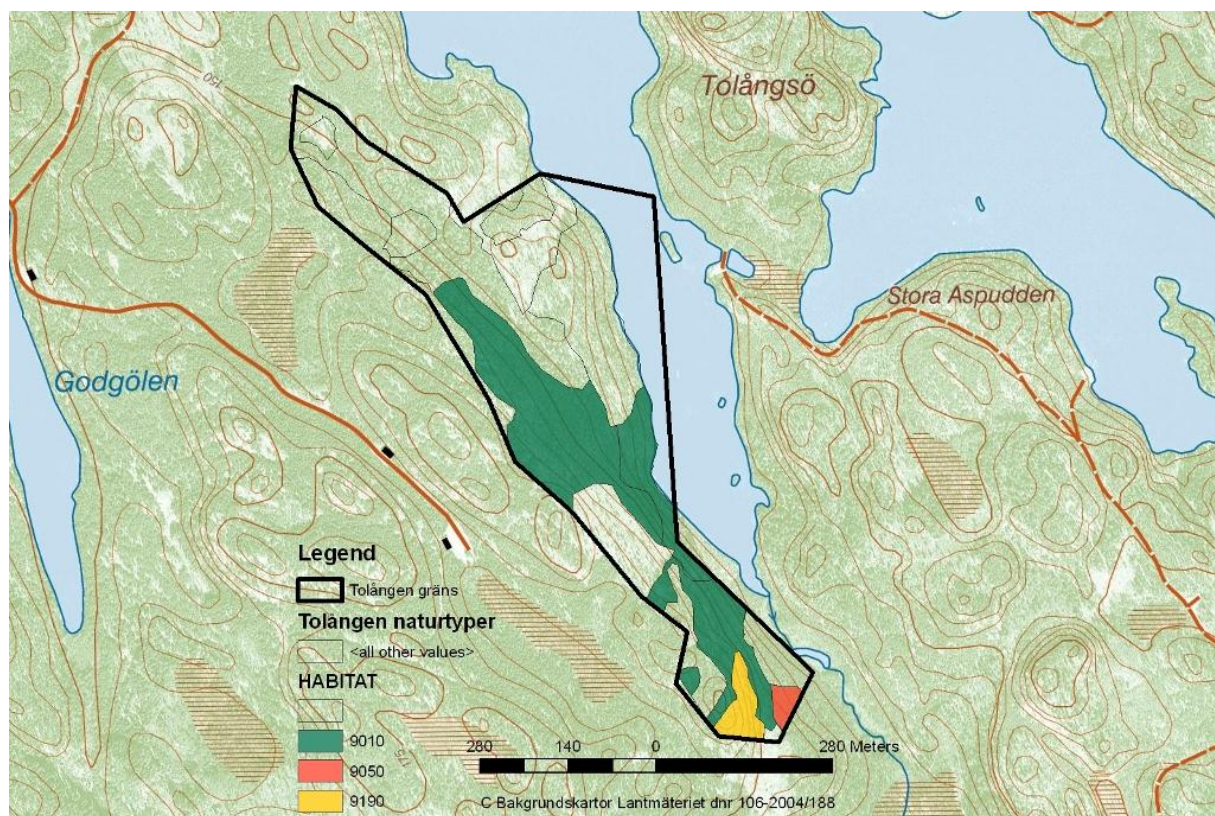 150
Tolångsö
Stora Aspudden
Godgölen
Legend
Tolången gräns
Tolången naturtyper
<all other values>
HABITAT
9010
9050
9190
175
280 140 0 280 Meters
C Bakgrundskartor Lantmäteriet dnr 106-2004/188